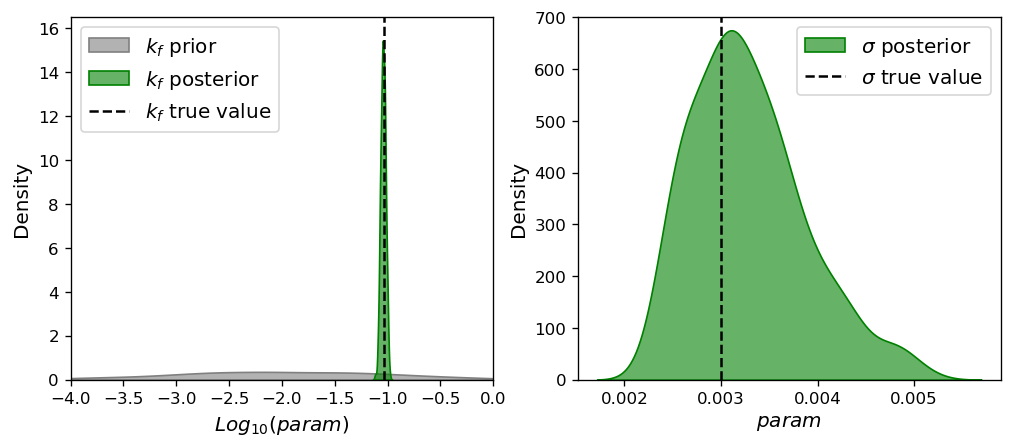 16
14
12
10
8
6
4
2
0
Density
k_f prior
k_f posterior
k_f true value
−4.0 −3.5 −3.0 −2.5 −2.0 −1.5 −1.0 −0.5 0.0
Log_10(param)
700
600
500
400
300
200
100
0
Density
σ posterior
σ true value
0.002 0.003 0.004 0.005
param